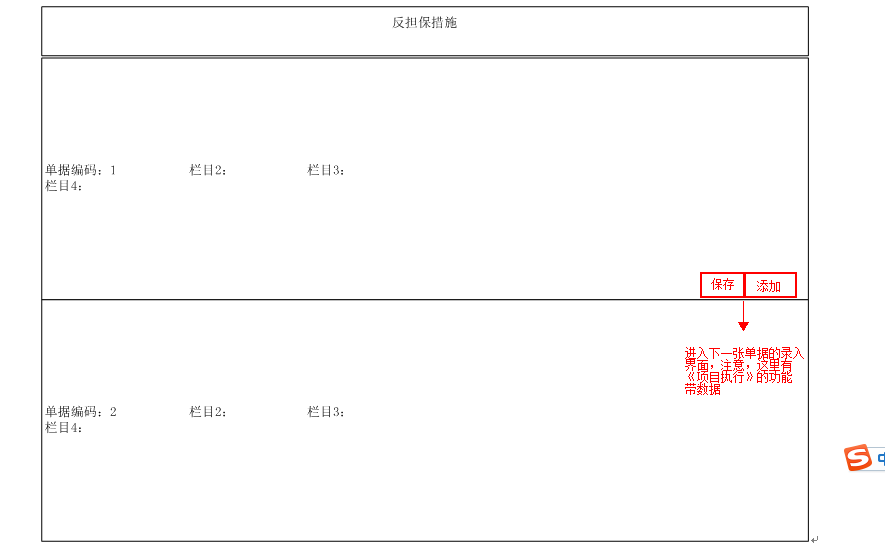 反担保措施
单据编码：1 栏目2： 栏目3：
栏目4：
保存 添加
进入下一张单据的录入
界面，注意，这里有
《项目执行》的功能
带数据
单据编码：2 栏目2： 栏目3：
栏目4：